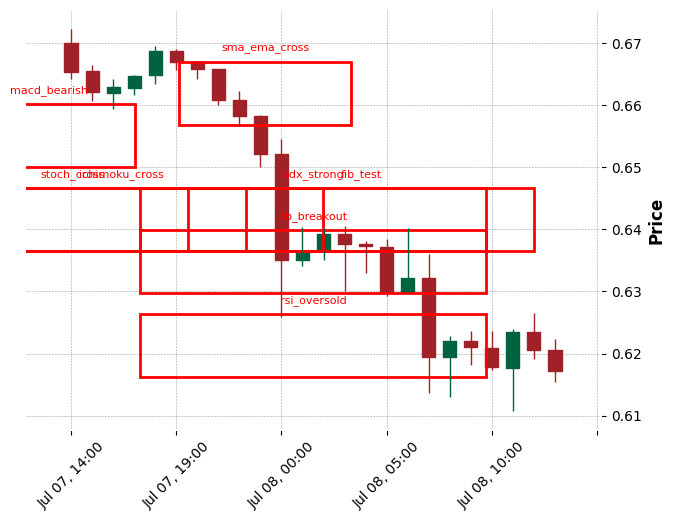 0.67
sma_ema_cross
0.66
macd_bearish
0.65
stoch_cross
ichimoku_cross
adx_strong
fib_test
0.64
Price
0.63
rsi_oversold
0.62
0.61
Jul 07, 14:00
Jul 07, 19:00
Jul 08, 00:00
Jul 08, 05:00
Jul 08, 10:00